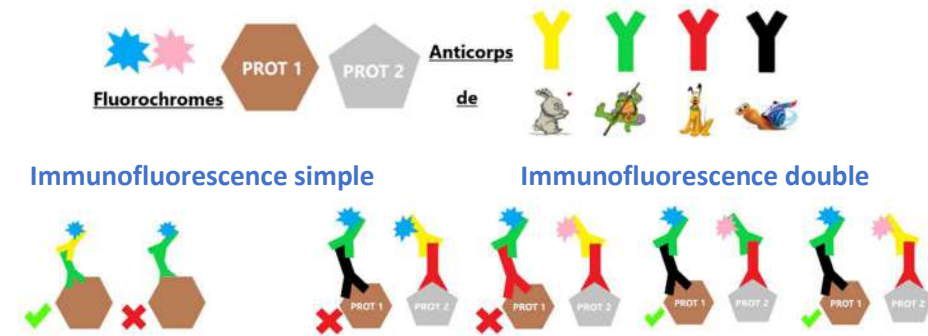 Anticorps
PROT 1
PROT 2
Fluorochromes
de
Immunofluorescence simple
Immunofluorescence double
PROT 1
PROT 2
PROT 1
PROT 2
PROT 1
PROT 2
PROT 1
PROT 2